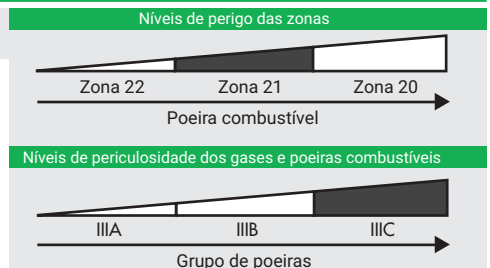 Níveis de perigo das zonas
Zona 22 Zona 21 Zona 20
Poeira combustível
Níveis de periculosidade dos gases e poeiras combustíveis
IIIA IIIB IIIC
Grupo de poeiras